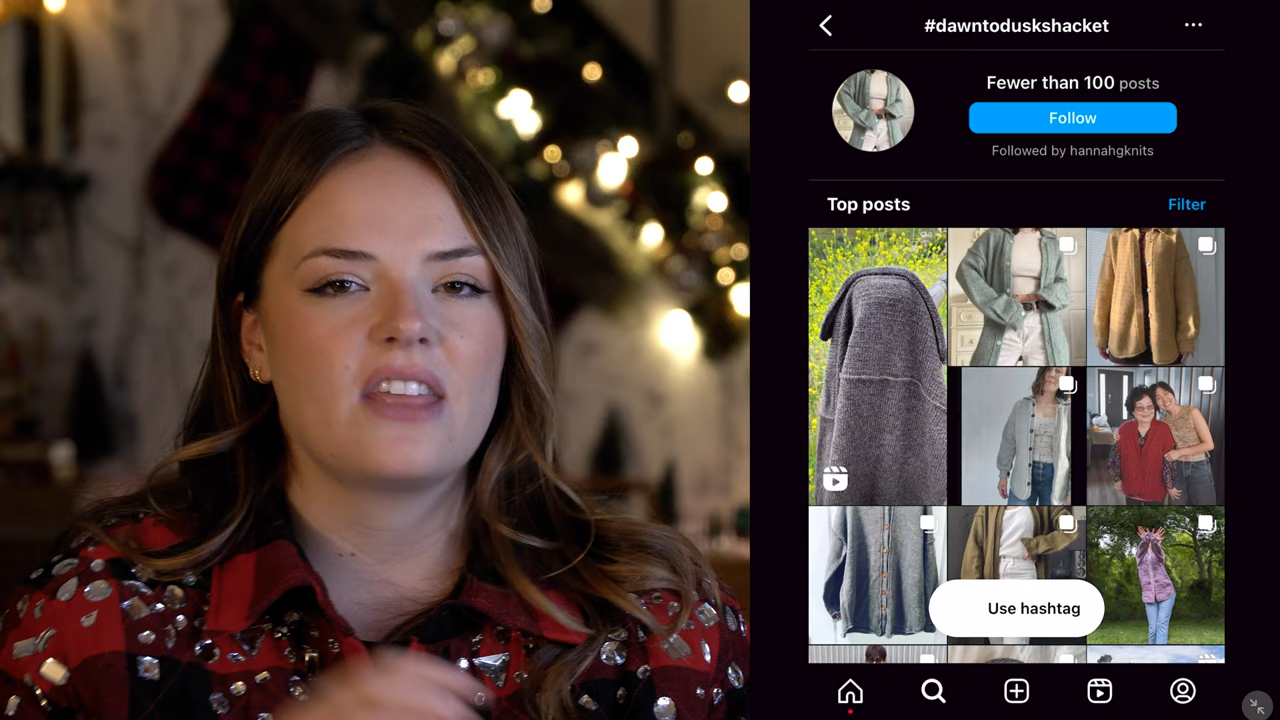 #dawntoduskshacket
Fewer than 100 posts
Follow
Followed by hannahgknits
Top posts
Filter
Use hashtag